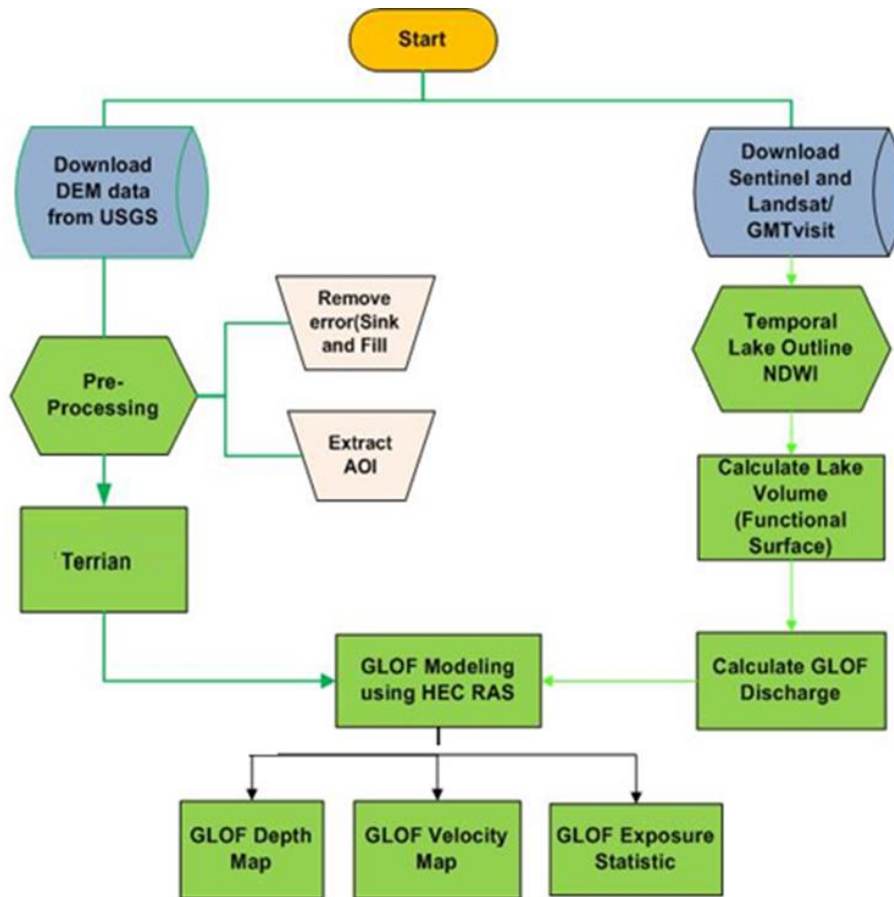 Start
Download
DEM data
from USGS
Download
Sentinel and
Landsat/
GMTvisit
Remove
error(Sink
and Fill
Temporal
Lake Outline
NDWI
Pre-
Processing
Extract
AOI
Calculate Lake
Volume
(Functional
Surface)
Terrian
GLOF Modeling
using HEC RAS
Calculate GLOF
Discharge
GLOF Depth
Map
GLOF Velocity
Map
GLOF Exposure
Statistic